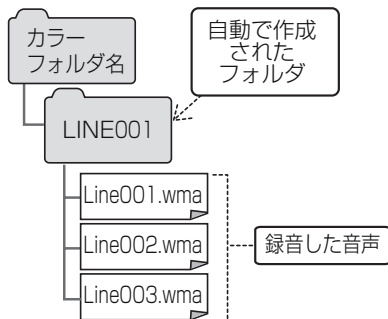 カラー
フォルダ名
自動で作成
された
フォルダ
LINE001
Line001.wma
Line002.wma
録音した音声
Line003.wma